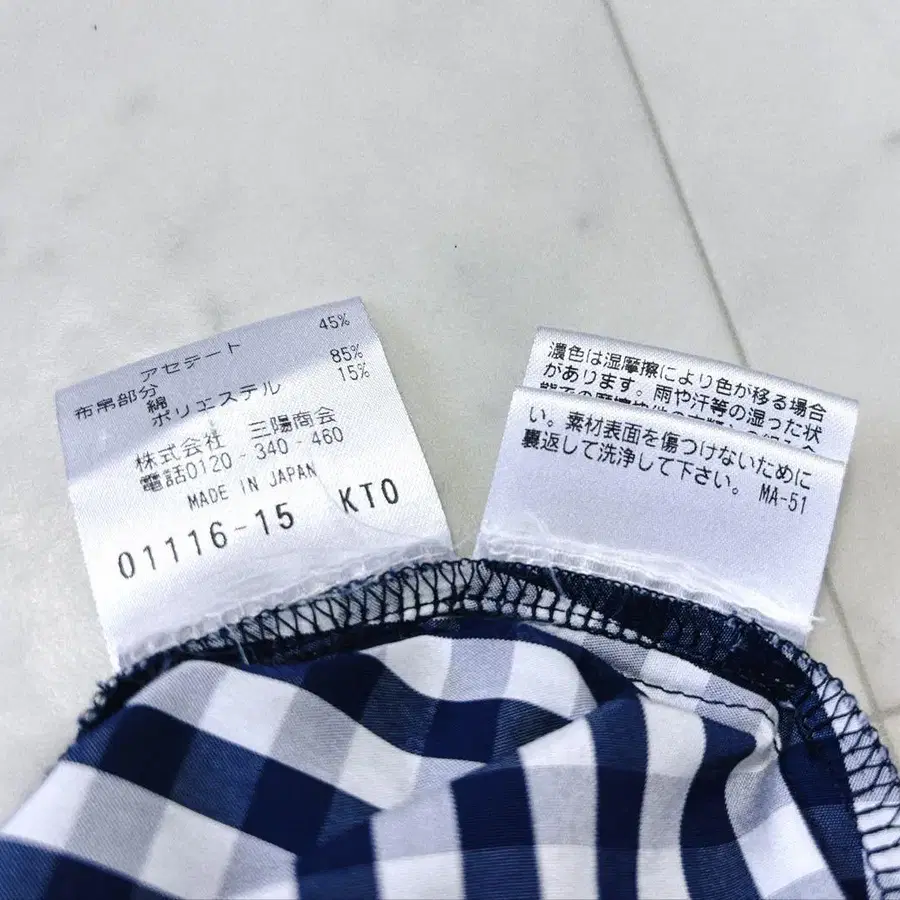 アセテート 45%
布帛部分
綿 85%
ポリエステル 15%
株式会社 三陽商会
電話0120-340-460
MADE IN JAPAN
01116-15 KTO
濃色は湿摩擦により色が移る場合
があります。雨や汗等の湿った状
い。素材表面を傷つけないために
裏返して洗浄して下さい。 MA-51